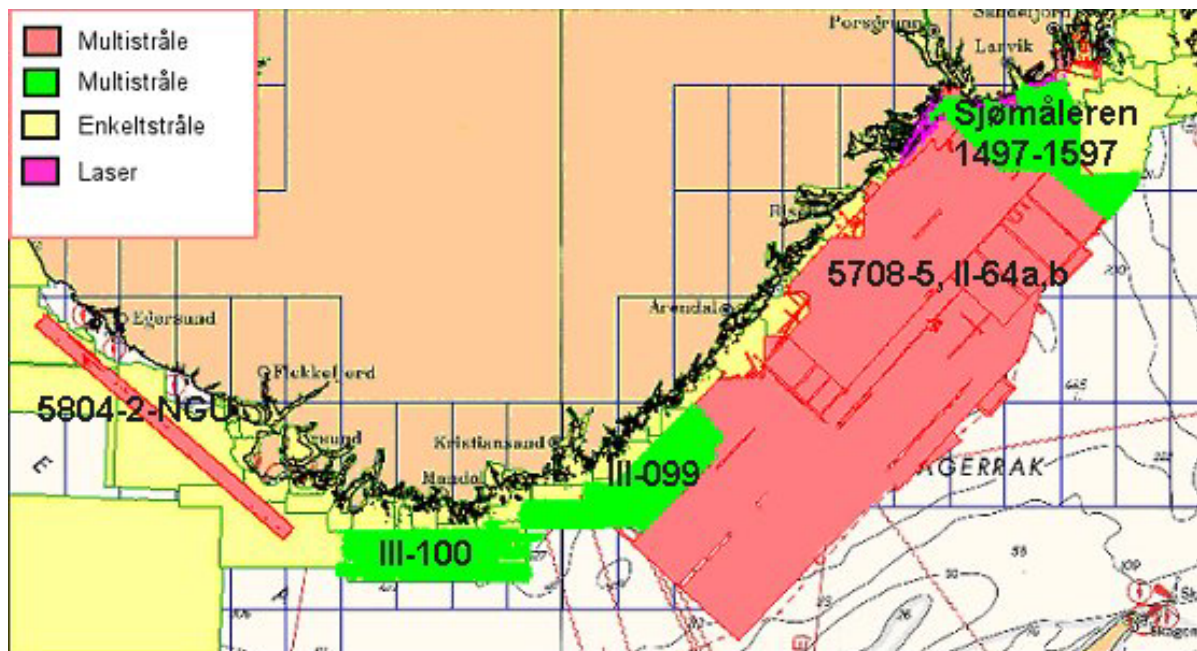 Multistråle
Multistråle
Enkeltstråle
Laser
Porsgrunn
Larvik
Sjømåleren
1497-1597
5708-5, II-64a,b
Arendal
Egersund
Flekkefjord
5804-2-NGU
Kristiansand
Mandal
III-099
AGERRAK
III-100
E
A